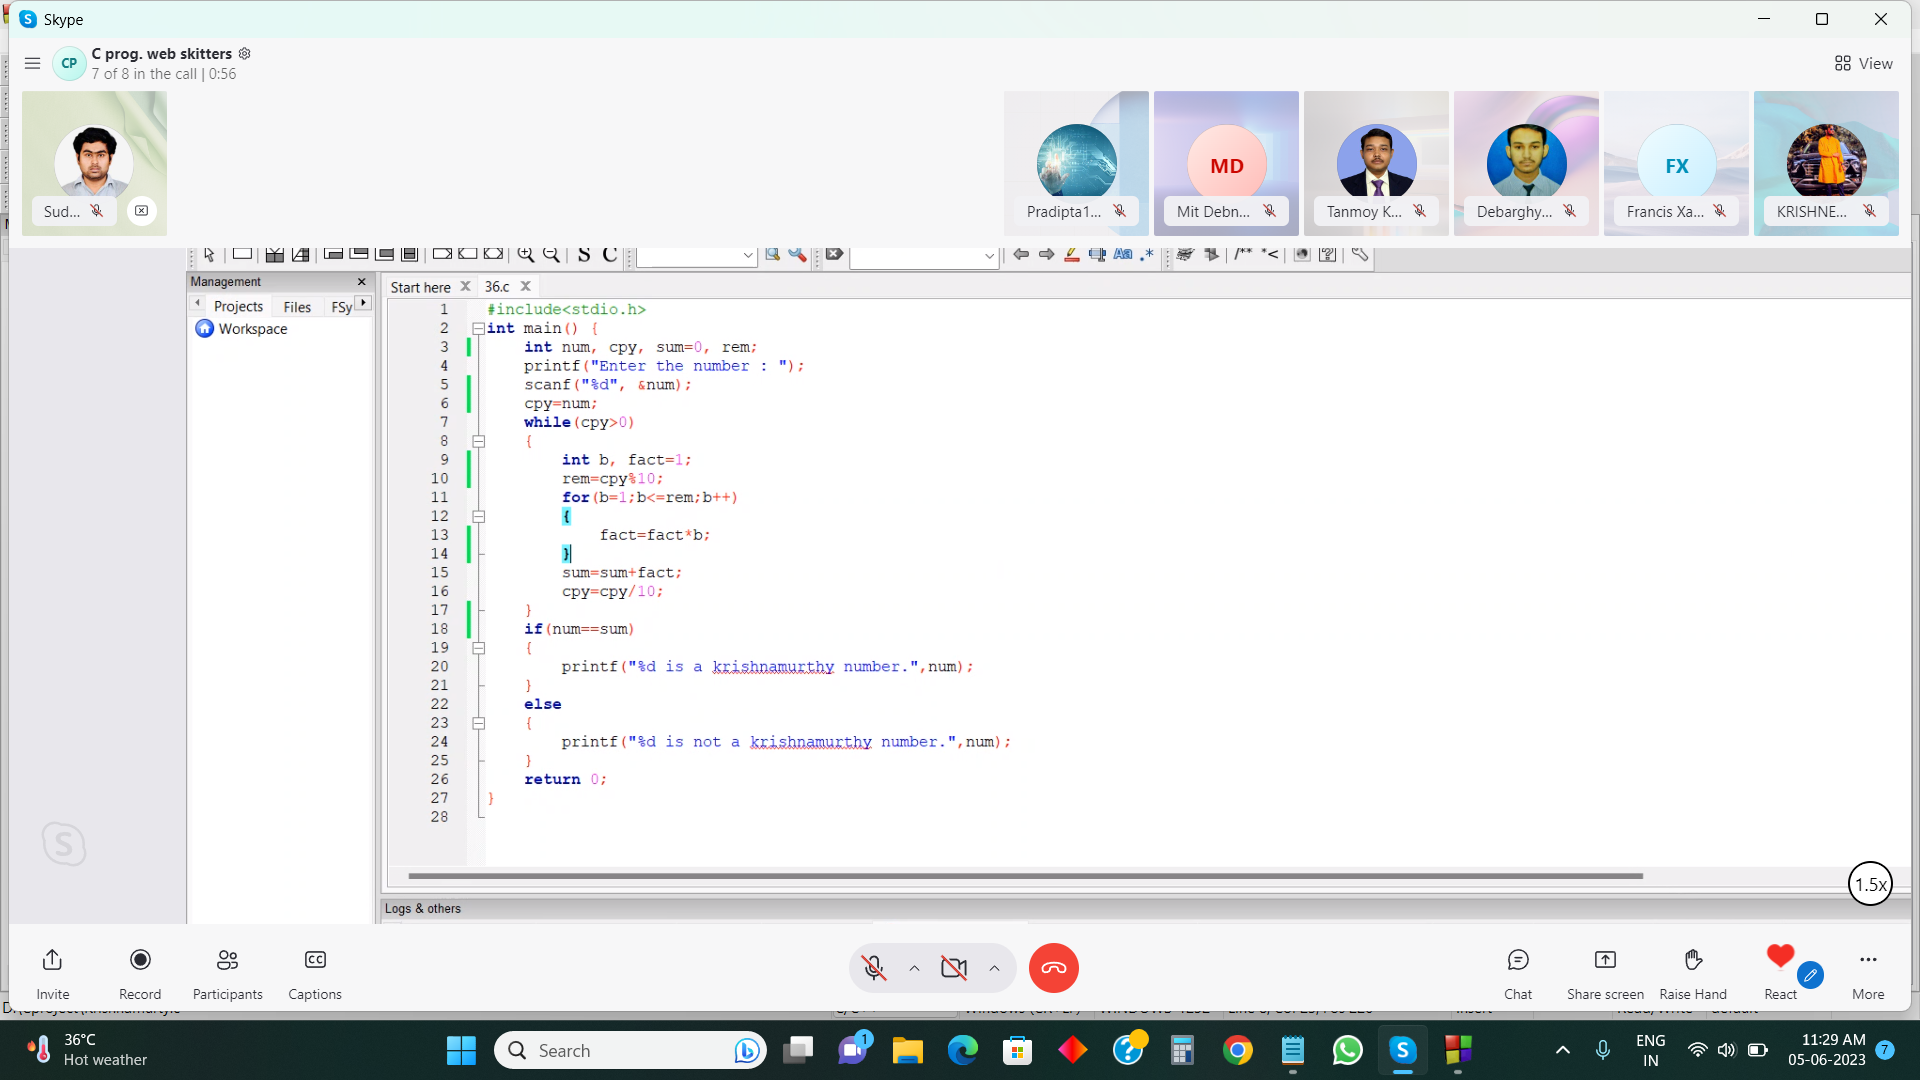 Skype
CP
C prog. web skitters
7 of 8 in the call | 0:56
View
Sud...
Pradipta1...
MD
Mit Debn...
Tanmoy K...
Debarghy...
FX
Francis Xa...
KRISHNE...
S C
Aa
.*
/** *<
Management
Projects
Files
FSy
Workspace
Start here
36.c
1 #include<stdio.h>
2 int main() {
3 int num, cpy, sum=0, rem;
4 printf("Enter the number : ");
5 scanf("%d", &num);
6 cpy=num;
7 while(cpy>0)
8 {
9 int b, fact=1;
10 rem=cpy%10;
11 for(b=1;b<=rem;b++)
12 {
13 fact=fact*b;
14 }
15 sum=sum+fact;
16 cpy=cpy/10;
17 }
18 if(num==sum)
19 {
20 printf("%d is a krishnamurthy number.",num);
21 }
22 else
23 {
24 printf("%d is not a krishnamurthy number.",num);
25 }
26 return 0;
27 }
28
1.5x
Logs & others
Invite
Record
Participants
CC
Captions
Chat
Share screen
Raise Hand
React
More
36°C
Hot weather
Search
1
ENG
IN
11:29 AM
05-06-2023
7